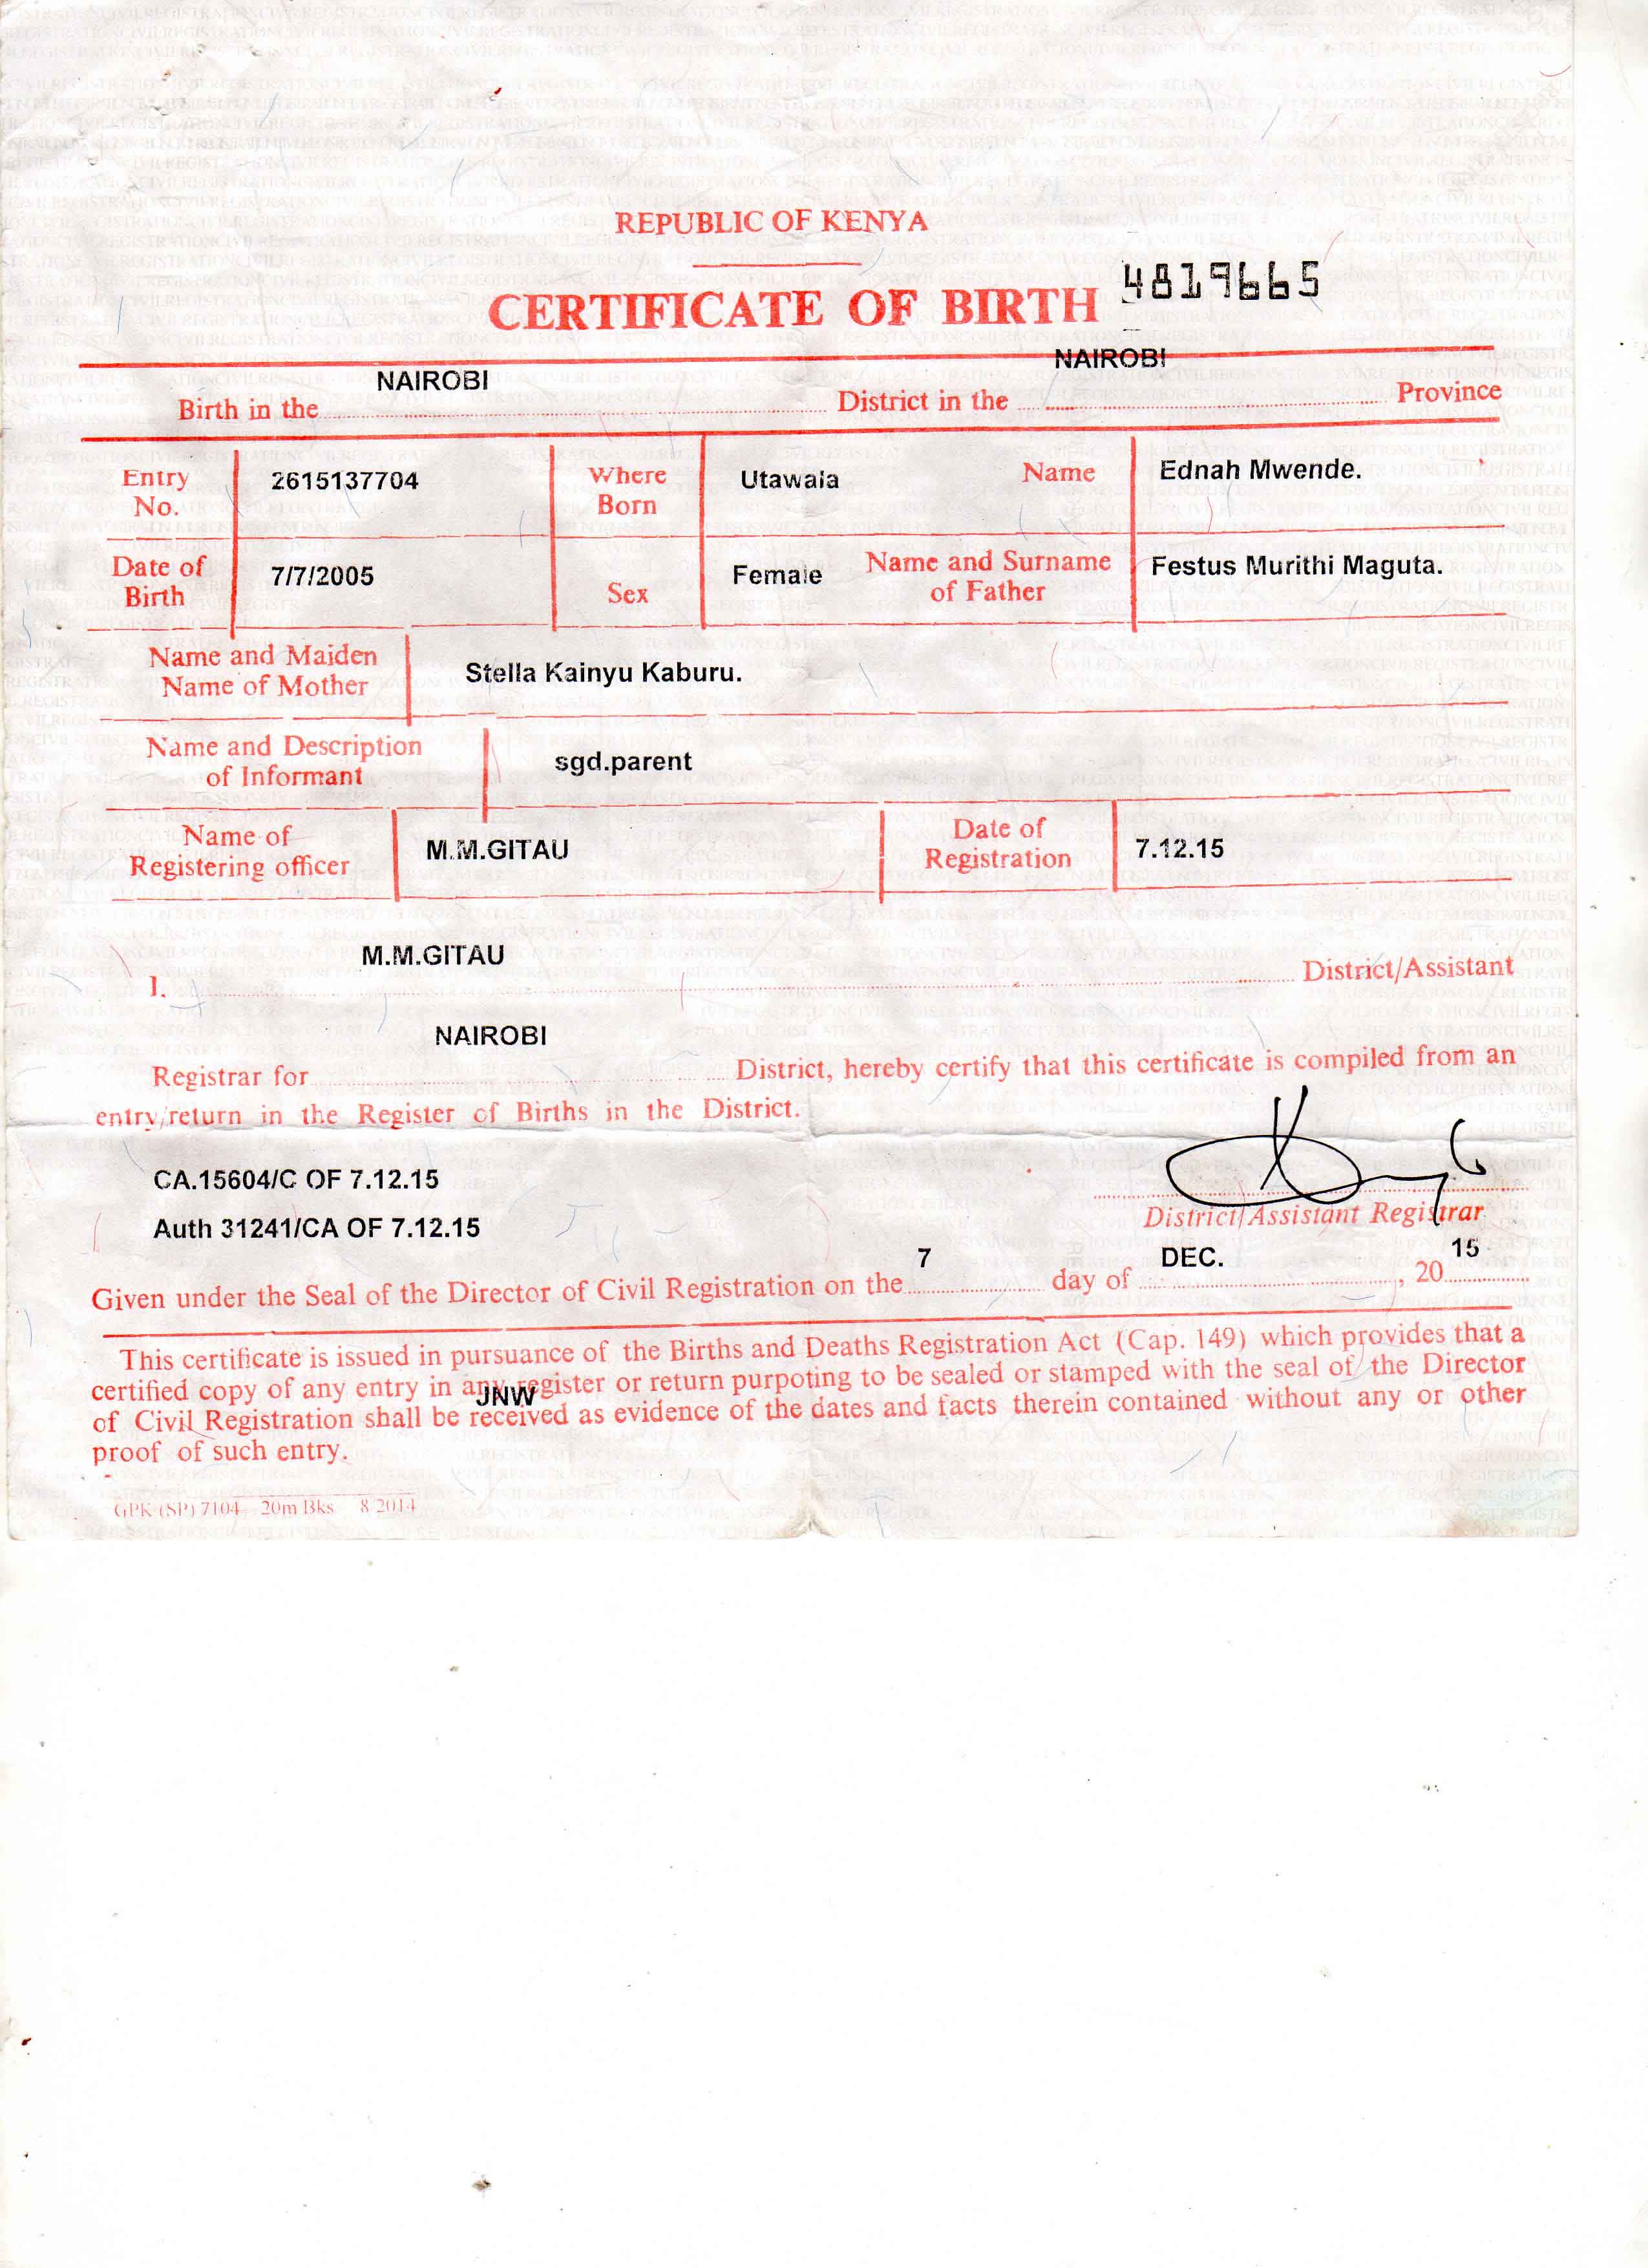 REPUBLIC OF KENYA
CERTIFICATE OF BIRTH 4819665
NAIROBI NAIROBI
Birth in the District in the Province
Entry No. 2615137704 Where Born Utawala Name Ednah Mwende.
Date of Birth 7/7/2005 Sex Female Name and Surname of Father Festus Murithi Maguta.
Name and Maiden Name of Mother Stella Kainyu Kaburu.
Name and Description of Informant sgd.parent
Name of Registering officer M.M.GITAU Date of Registration 7.12.15
M.M.GITAU
I. District/Assistant
NAIROBI
Registrar for District, hereby certify that this certificate is compiled from an
entry/return in the Register of Births in the District.
CA.15604/C OF 7.12.15
Auth 31241/CA OF 7.12.15
District/Assistant Registrar
7 DEC. 15
Given under the Seal of the Director of Civil Registration on the day of , 20
This certificate is issued in pursuance of the Births and Deaths Registration Act (Cap. 149) which provides that a
certified copy of any entry in any register or return purpoting to be sealed or stamped with the seal of the Director
JNW
of Civil Registration shall be received as evidence of the dates and facts therein contained without any or other
proof of such entry.
GPK (SP) 7104 20m Bks 8 2014